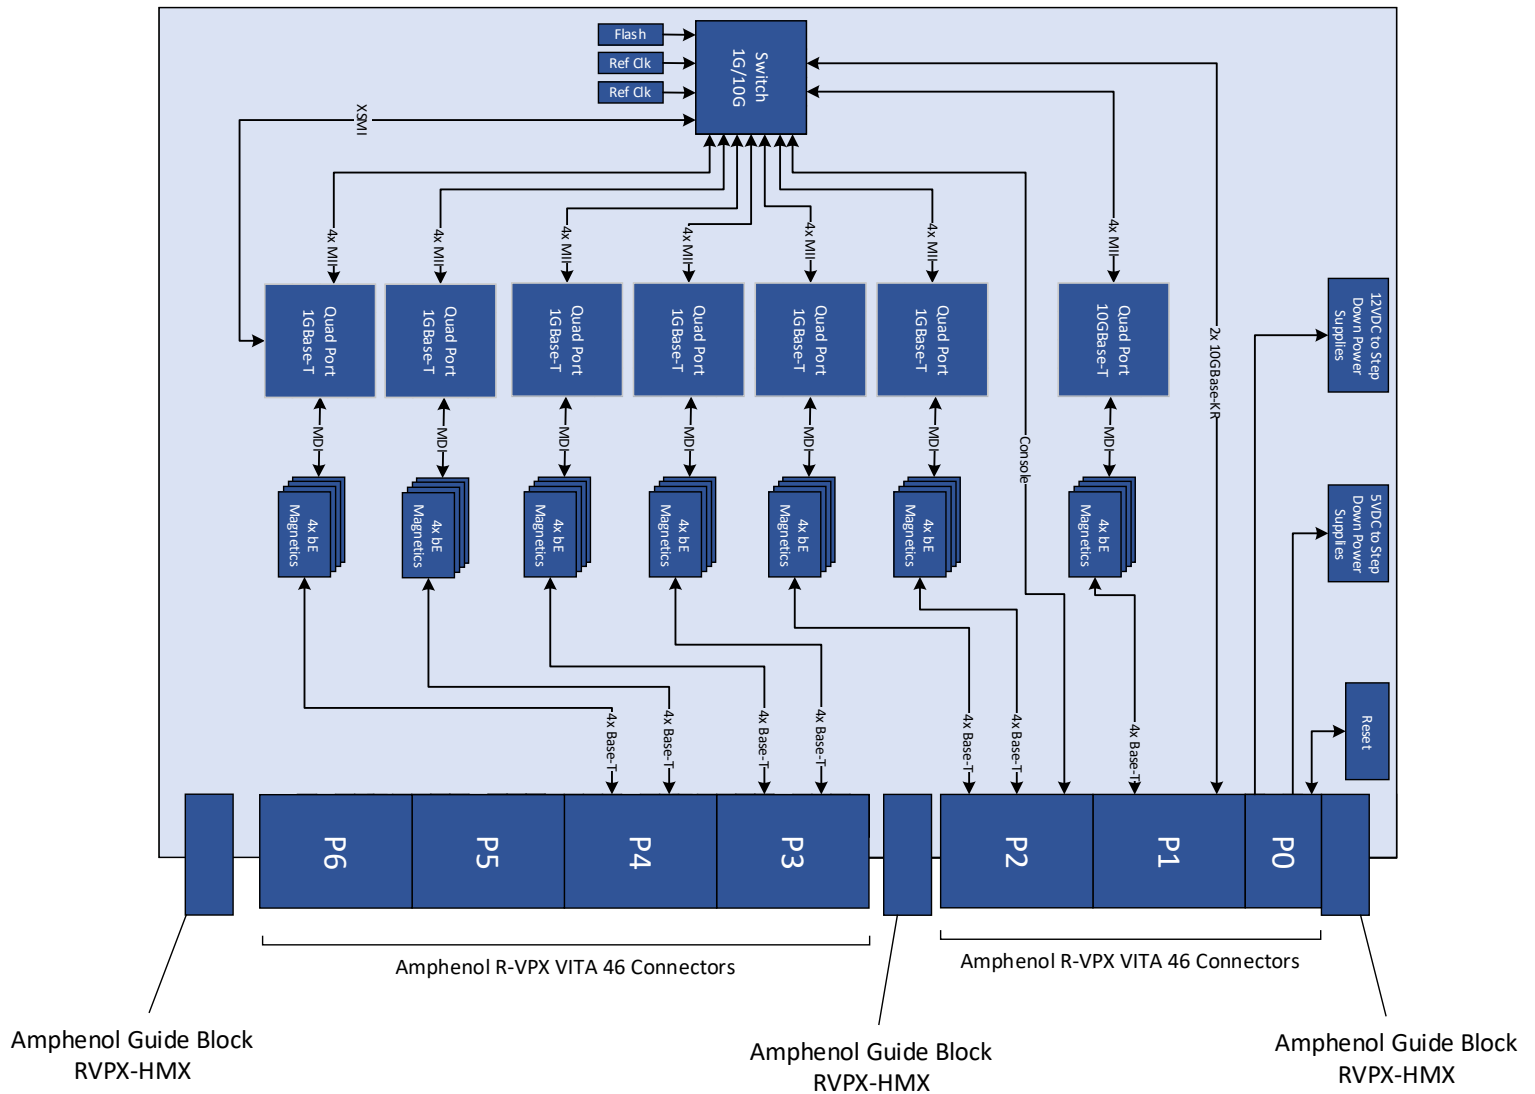 Flash
Ref Clk
Ref Clk
Switch
1G/10G
XSMI
4x MII
4x MII
4x MII
4x MII
4x MII
4x MII
4x MII
Quad Port
1GBase-T
Quad Port
1GBase-T
Quad Port
1GBase-T
Quad Port
1GBase-T
Quad Port
1GBase-T
Quad Port
1GBase-T
Quad Port
10GBase-T
2x 10GBase-KR
12VDC to Step
Down Power
Supplies
MDI
MDI
MDI
MDI
MDI
MDI
MDI
Console
4x bE
Magnetics
4x bE
Magnetics
4x bE
Magnetics
4x bE
Magnetics
4x bE
Magnetics
4x bE
Magnetics
4x bE
Magnetics
5VDC to Step
Down Power
Supplies
4x Base-T
4x Base-T
4x Base-T
4x Base-T
4x Base-T
4x Base-T
4x Base-T
Reset
P6
P5
P4
P3
P2
P1
P0
Amphenol R-VPX VITA 46 Connectors
Amphenol R-VPX VITA 46 Connectors
Amphenol Guide Block
RVPX-HMX
Amphenol Guide Block
RVPX-HMX
Amphenol Guide Block
RVPX-HMX